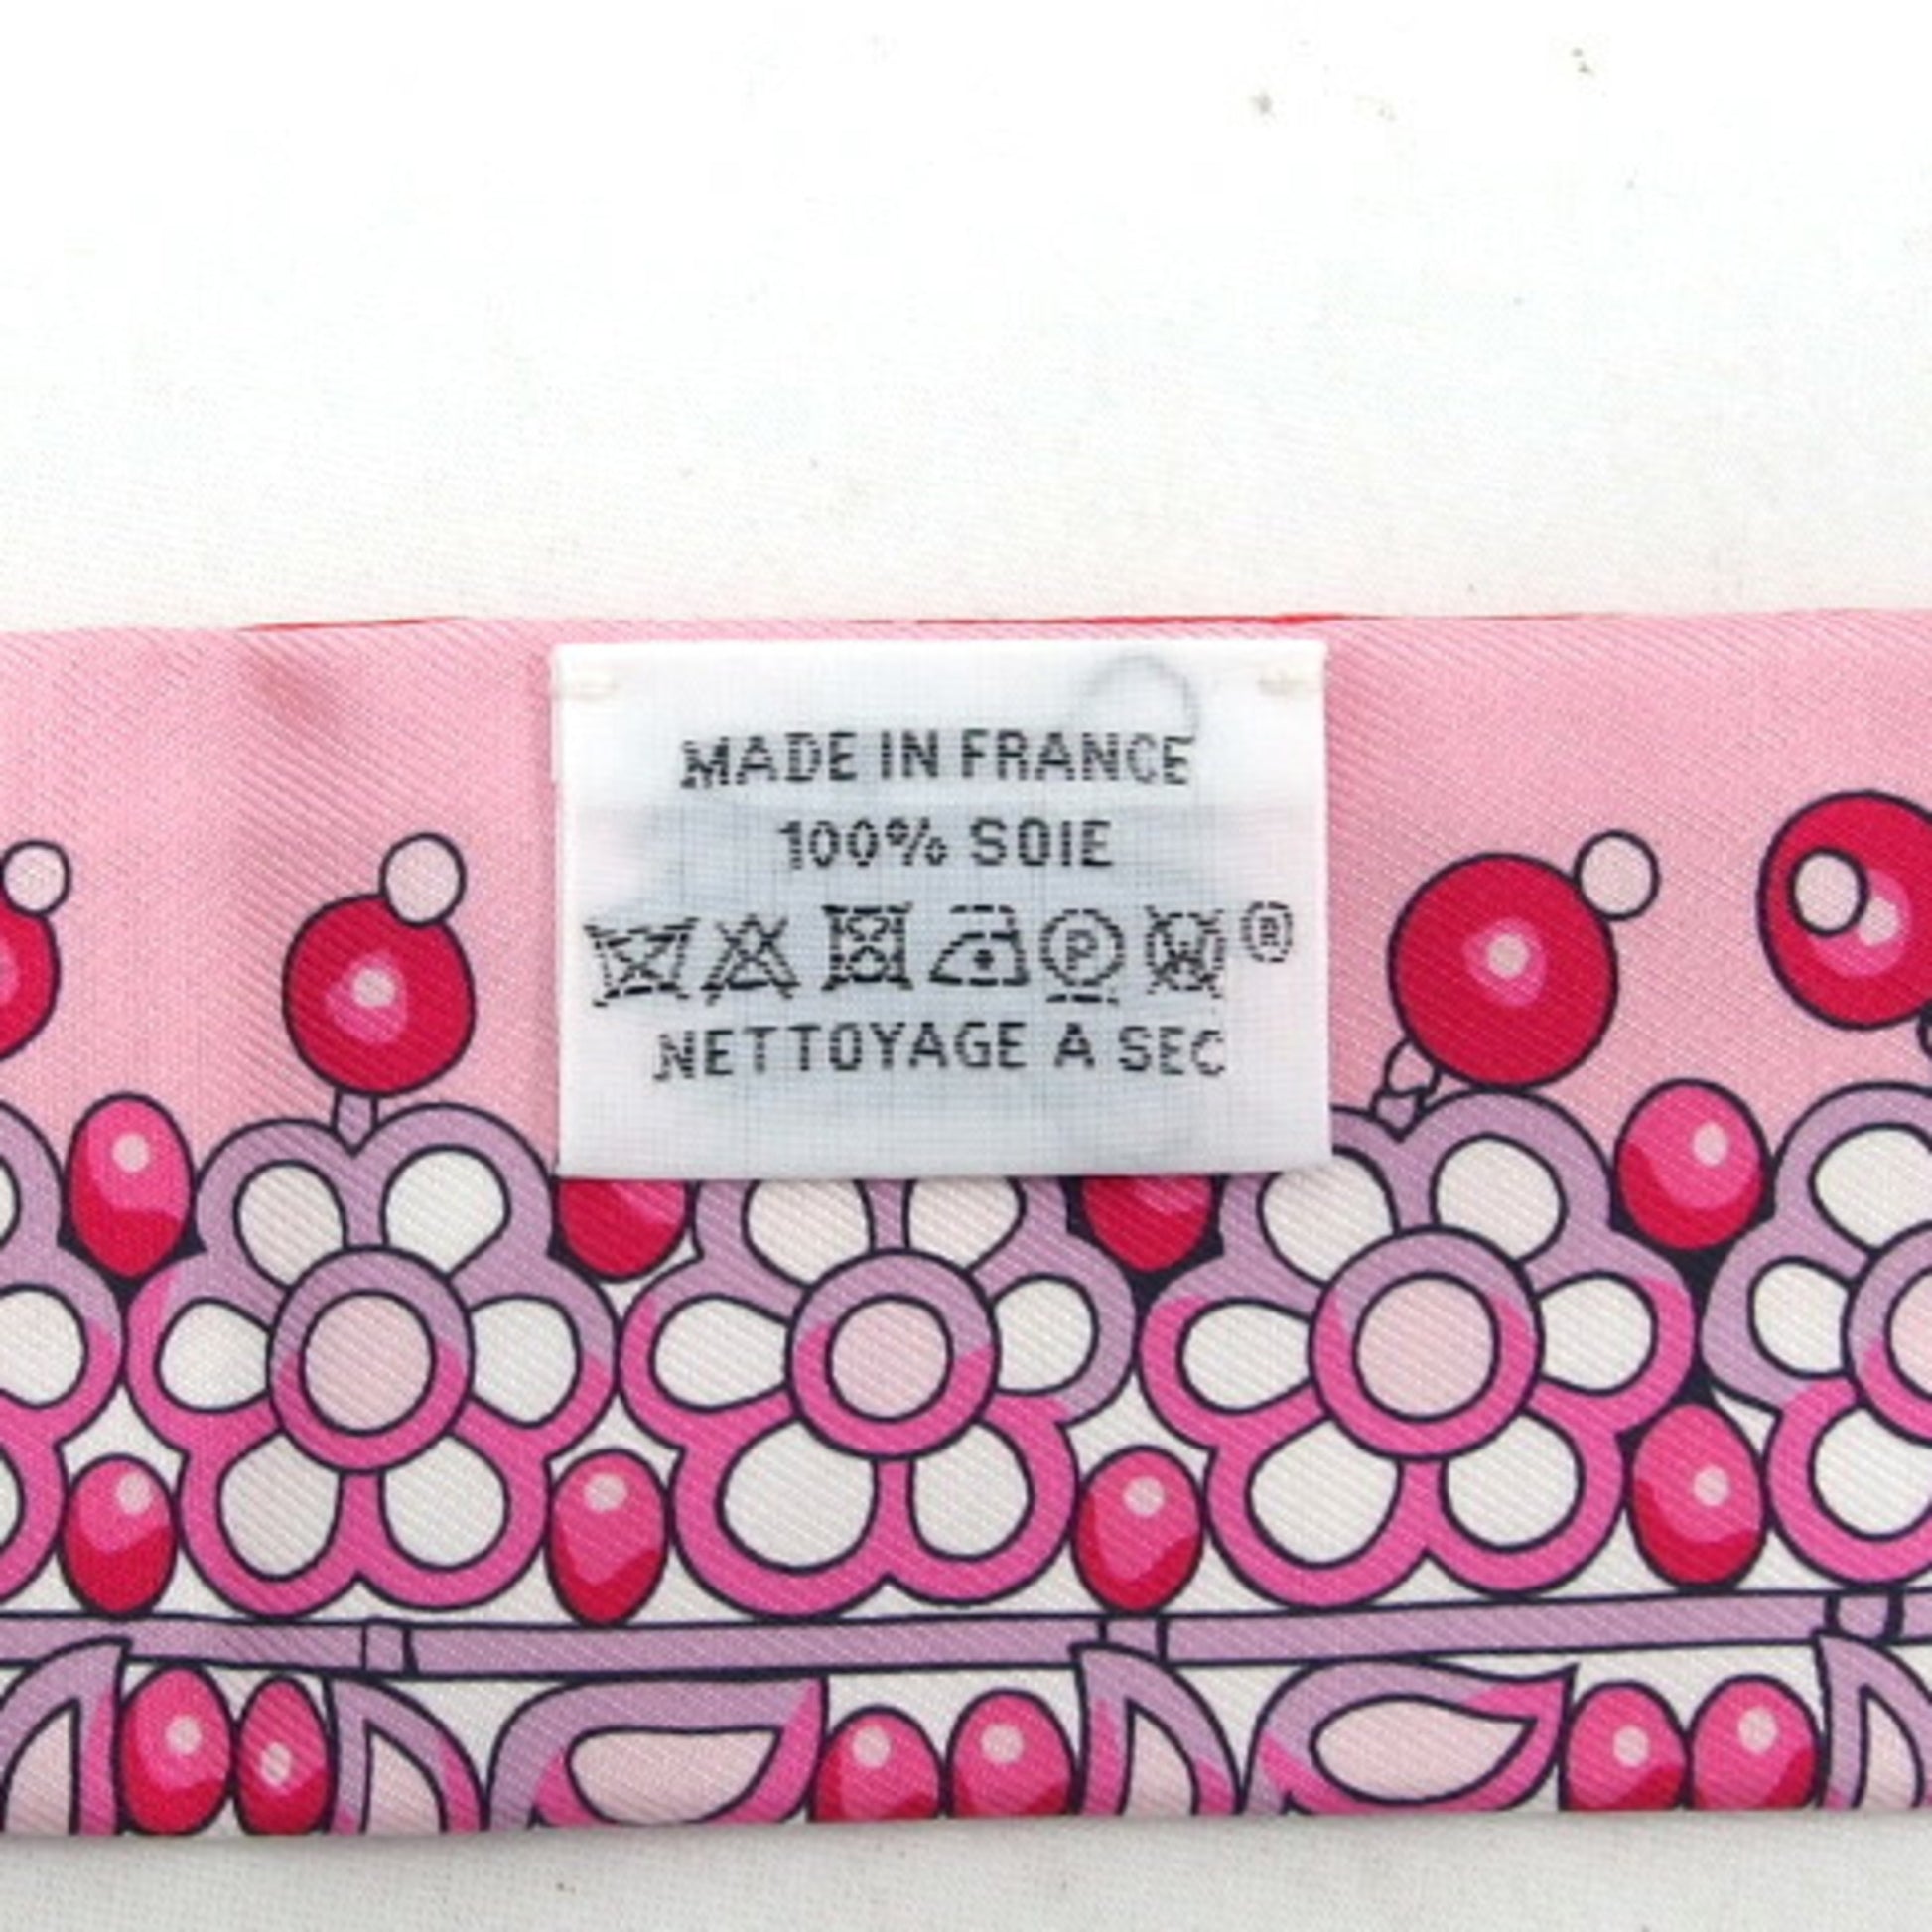 MADE IN FRANCE
100% SOIE
P W ®
NETTOYAGE A SEC